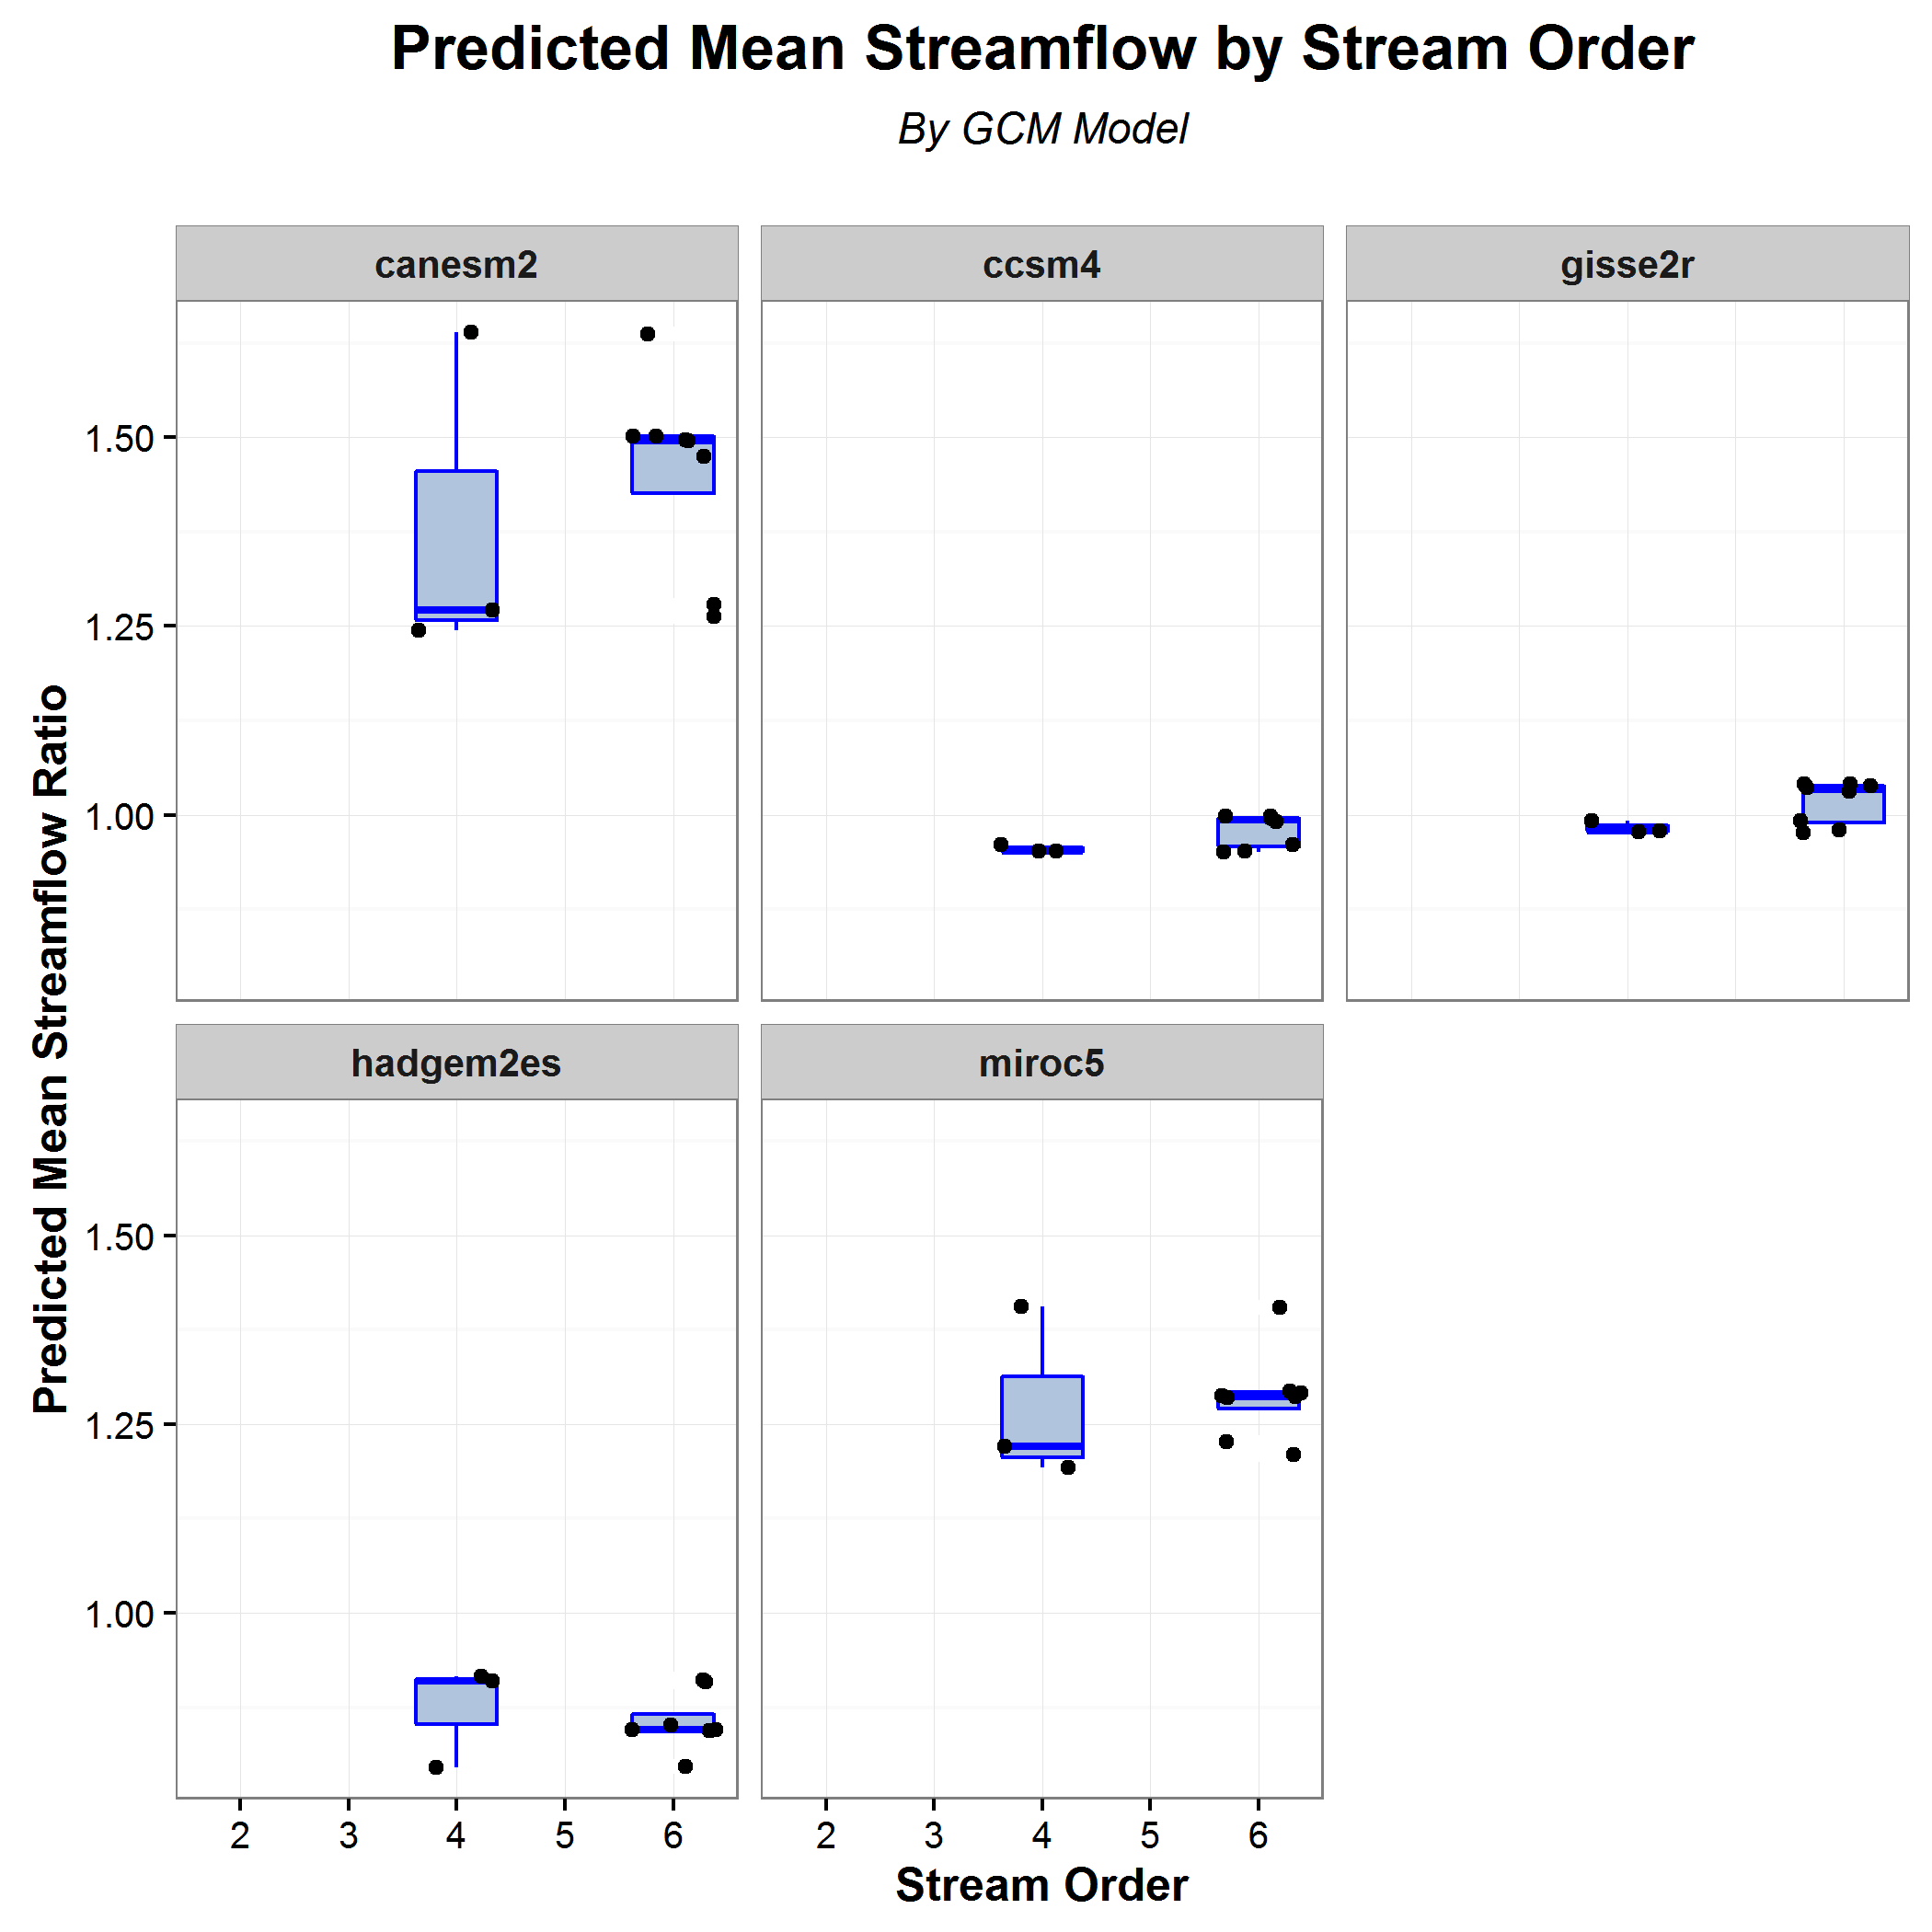 Predicted Mean Streamflow by Stream Order
By GCM Model
canesm2
ccsm4
gisse2r
1.50
1.25
1.00
Predicted Mean Streamflow Ratio
hadgem2es
miroc5
1.50
1.25
1.00
2 3 4 5 6
2 3 4 5 6
Stream Order